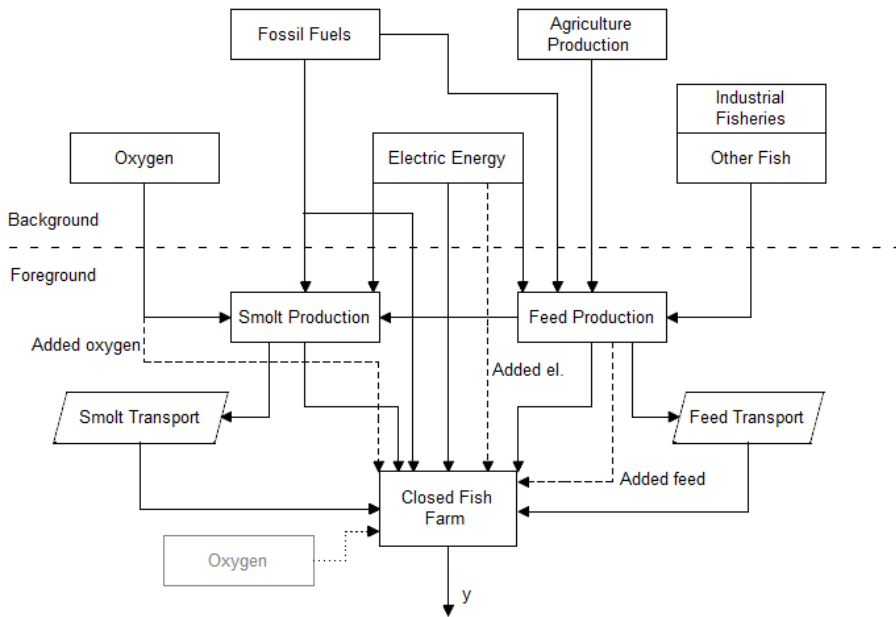 Fossil Fuels
Agriculture
Production
Industrial
Fisheries
Oxygen
Electric Energy
Other Fish
Background
Foreground
Smolt Production
Feed Production
Added oxygen
Added el.
Smolt Transport
Feed Transport
Added feed
Closed Fish
Farm
Oxygen
y